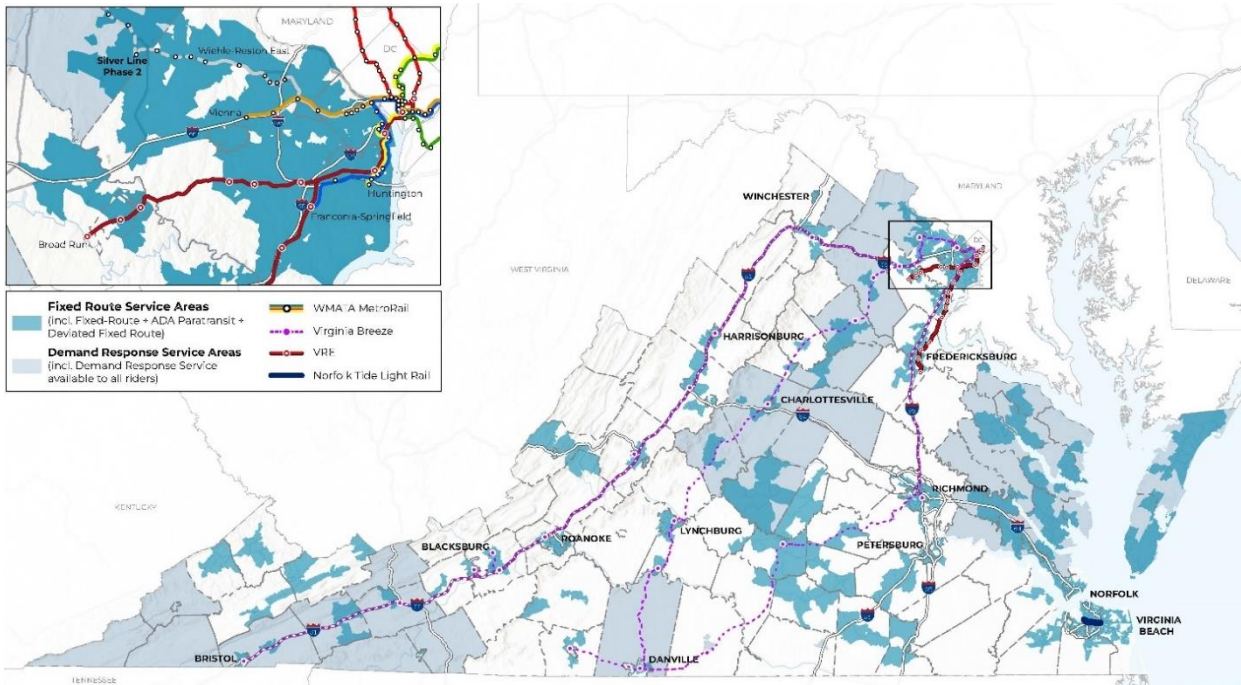 MARYLAND
DC
Wiehle-Reston East
Silver Line
Phase 2
Vienna
Huntington
Franconia-Springfield
Broad Run
Fixed Route Service Areas
(incl. Fixed-Route + ADA Paratransit +
Deviated Fixed Route)
Demand Response Service Areas
(incl. Demand Response Service
available to all riders)
WMATA MetroRail
Virginia Breeze
VRE
Norfolk Tide Light Rail
MARYLAND
WINCHESTER
DC
WEST VIRGINIA
DELAWARE
HARRISONBURG
FREDERICKSBURG
CHARLOTTESVILLE
RICHMOND
KENTUCKY
LYNCHBURG
ROANOKE
BLACKSBURG
PETERSBURG
NORFOLK
VIRGINIA
BEACH
BRISTOL
DANVILLE
TENNESSEE